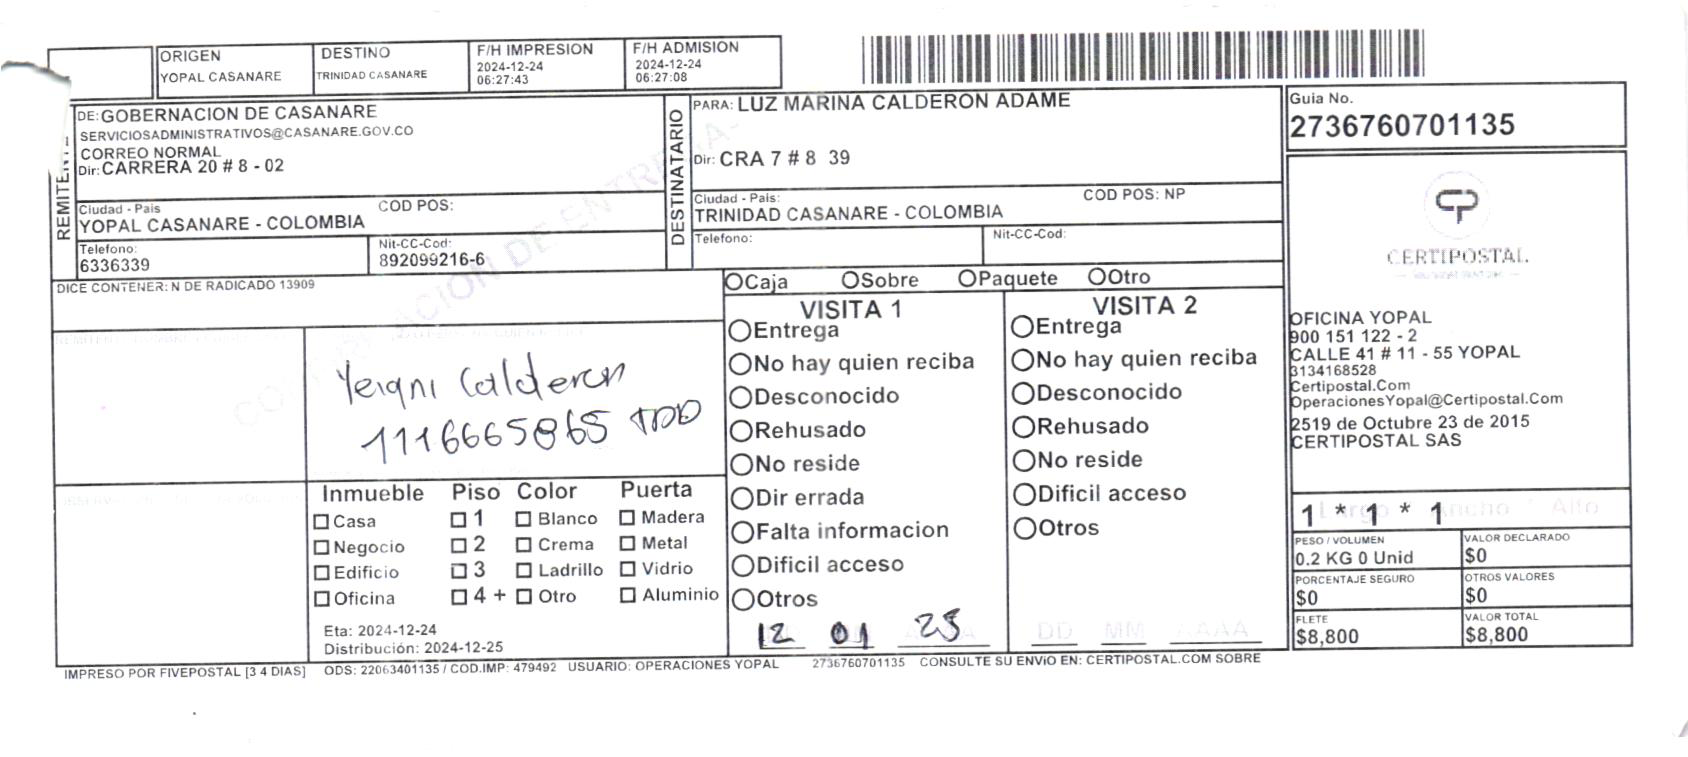 ORIGEN
YOPAL CASANARE
DESTINO
TRINIDAD CASANARE
F/H IMPRESION
2024-12-24
06:27:43
F/H ADMISION
2024-12-24
06:27:08
DE: GOBERNACION DE CASANARE
SERVICIOSADMINISTRATIVOS@CASANARE.GOV.CO
CORREO NORMAL
Dir: CARRERA 20 # 8 - 02
Ciudad - Pais
COD POS:
YOPAL CASANARE - COLOMBIA
Telefono:
6336339
Nit-CC-Cod:
892099216-6
DESTINATARIO
PARA: LUZ MARINA CALDERON ADAME
Dir: CRA 7 # 8 39
Ciudad - Pais:
COD POS: NP
TRINIDAD CASANARE - COLOMBIA
Telefono:
Nit-CC-Cod:
Guia No.
2736760701135
CERTIPOSTAL
OFICINA YOPAL
900 151 122 - 2
CALLE 41 # 11 - 55 YOPAL
3134168528
Certipostal.Com
OperacionesYopal@Certipostal.Com
2519 de Octubre 23 de 2015
CERTIPOSTAL SAS
DICE CONTENER: N DE RADICADO 13909
Caja Sobre Paquete Otro
VISITA 1
Entrega
No hay quien reciba
Desconocido
Rehusado
No reside
Dir errada
Falta informacion
Dificil acceso
Otros
12 01 25
VISITA 2
Entrega
No hay quien reciba
Desconocido
Rehusado
No reside
Dificil acceso
Otros
DD MM AAAA
Yeigni Calderon
1116665865 TDD
Inmueble Piso Color Puerta
Casa 1 Blanco Madera
Negocio 2 Crema Metal
Edificio 3 Ladrillo Vidrio
Oficina 4 + Otro Aluminio
Eta: 2024-12-24
Distribución: 2024-12-25
Largo Ancho Alto
1 * 1 * 1
PESO / VOLUMEN
0.2 KG 0 Unid
VALOR DECLARADO
$0
PORCENTAJE SEGURO
$0
OTROS VALORES
$0
FLETE
$8,800
VALOR TOTAL
$8,800
IMPRESO POR FIVEPOSTAL [3 4 DIAS] ODS: 22063401135 / COD.IMP: 479492 USUARIO: OPERACIONES YOPAL 2736760701135 CONSULTE SU ENViO EN: CERTIPOSTAL.COM SOBRE